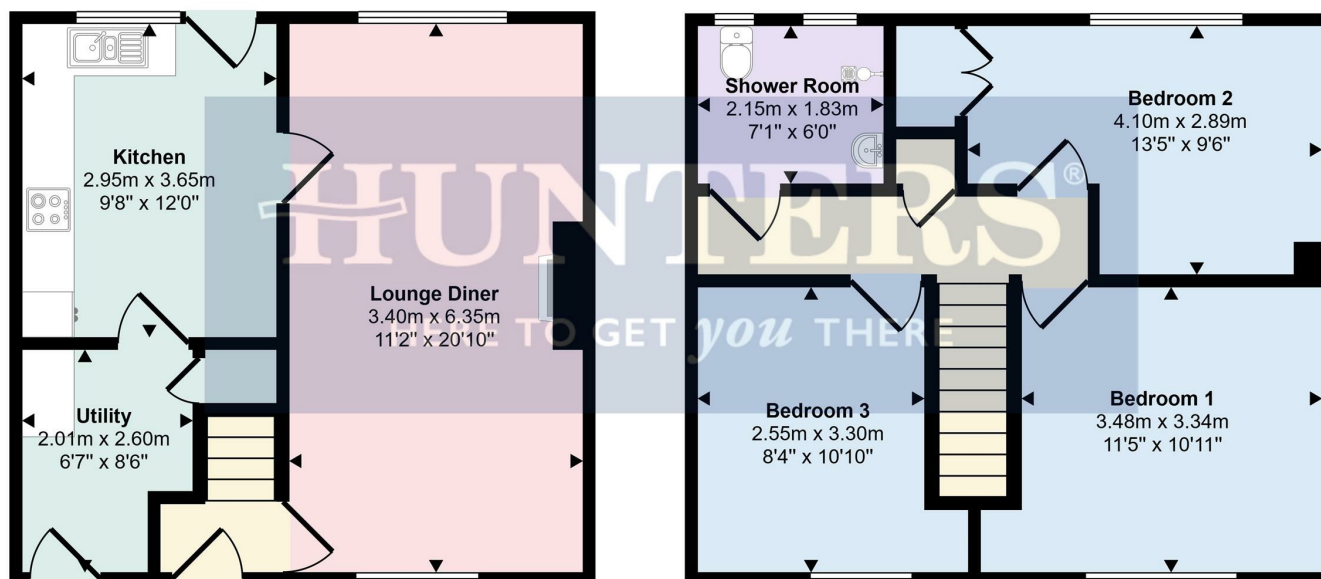 Kitchen
2.95m x 3.65m
9'8" x 12'0"
Utility
2.01m x 2.60m
6'7" x 8'6"
Lounge Diner
3.40m x 6.35m
11'2" x 20'10"
Shower Room
2.15m x 1.83m
7'1" x 6'0"
Bedroom 2
4.10m x 2.89m
13'5" x 9'6"
Bedroom 3
2.55m x 3.30m
8'4" x 10'10"
Bedroom 1
3.48m x 3.34m
11'5" x 10'11"
HUNTERS®
HERE TO GET you THERE